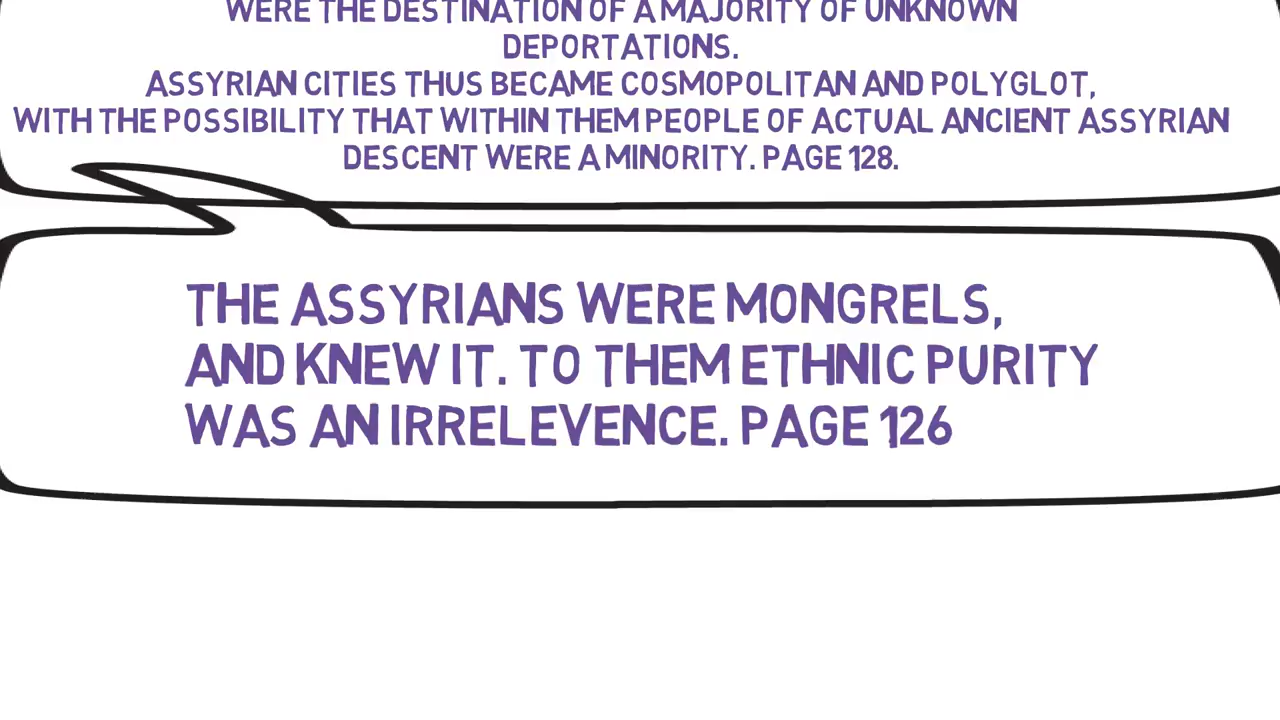 WERE THE DESTINATION OF A MAJORITY OF UNKNOWN
DEPORTATIONS.
ASSYRIAN CITIES THUS BECAME COSMOPOLITAN AND POLYGLOT,
WITH THE POSSIBILITY THAT WITHIN THEM PEOPLE OF ACTUAL ANCIENT ASSYRIAN
DESCENT WERE A MINORITY. PAGE 128.
THE ASSYRIANS WERE MONGRELS,
AND KNEW IT. TO THEM ETHNIC PURITY
WAS AN IRRELEVENCE. PAGE 126